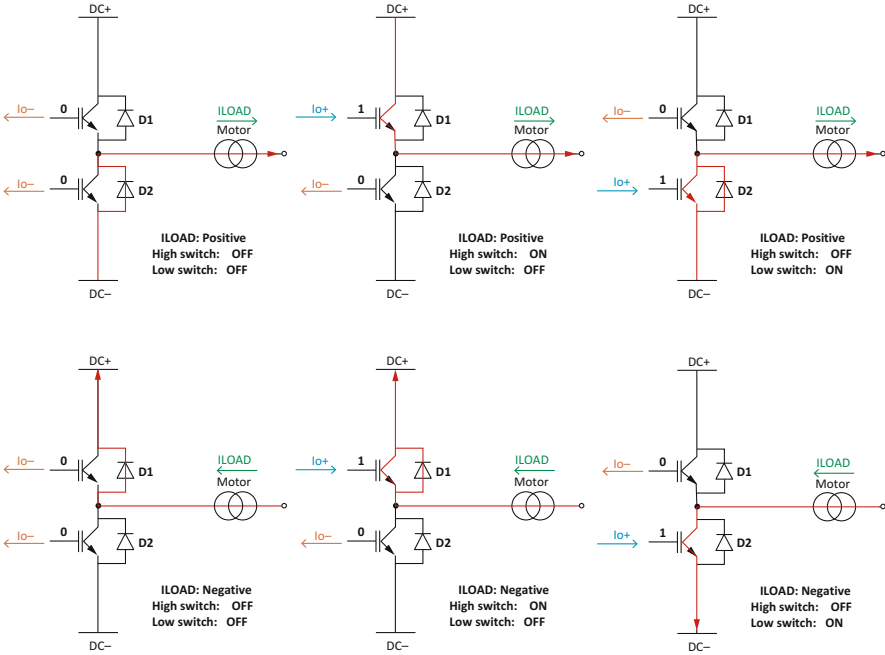 DC+
Io–
0
D1
ILOAD
Motor
Io–
0
D2
ILOAD: Positive
High switch: OFF
Low switch: OFF
DC–
DC+
Io+
1
D1
ILOAD
Motor
Io–
0
D2
ILOAD: Positive
High switch: ON
Low switch: OFF
DC–
DC+
Io–
0
D1
ILOAD
Motor
Io+
1
D2
ILOAD: Positive
High switch: OFF
Low switch: ON
DC–
DC+
Io–
0
D1
ILOAD
Motor
Io–
0
D2
ILOAD: Negative
High switch: OFF
Low switch: OFF
DC–
DC+
Io+
1
D1
ILOAD
Motor
Io–
0
D2
ILOAD: Negative
High switch: ON
Low switch: OFF
DC–
DC+
Io–
0
D1
ILOAD
Motor
Io+
1
D2
ILOAD: Negative
High switch: OFF
Low switch: ON
DC–